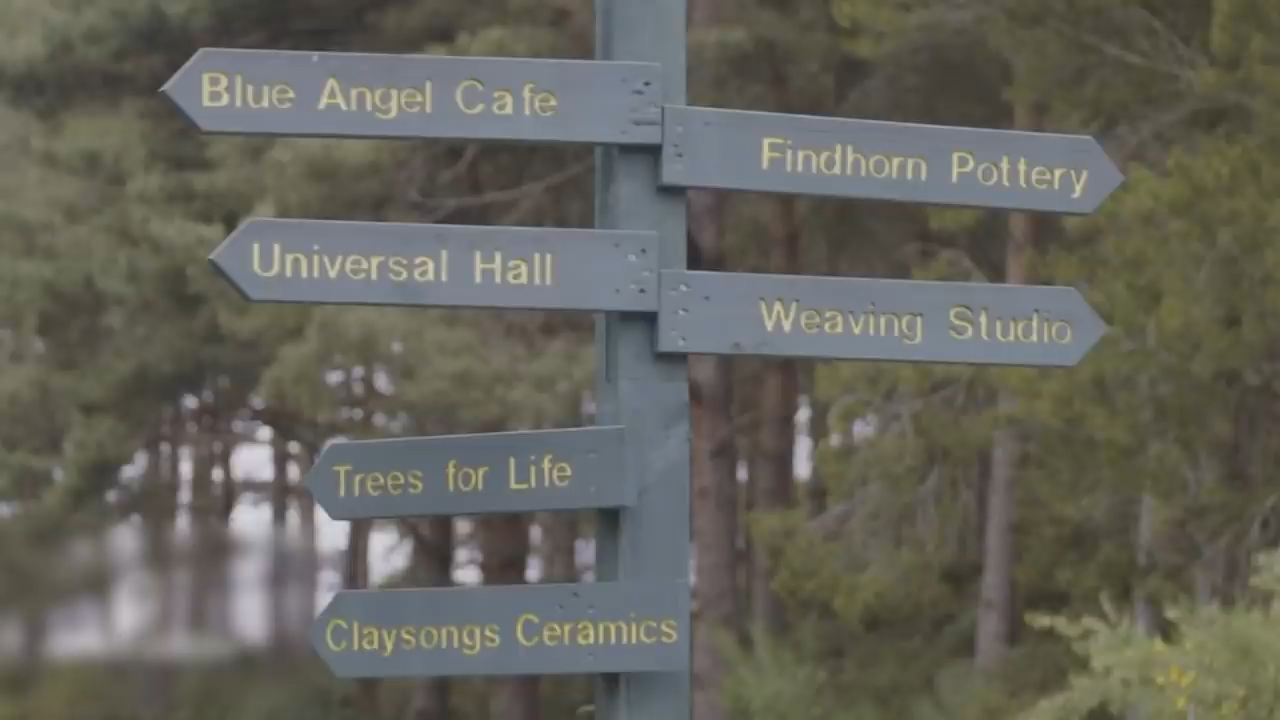 Blue Angel Cafe
Findhorn Pottery
Universal Hall
Weaving Studio
Trees for Life
Claysongs Ceramics